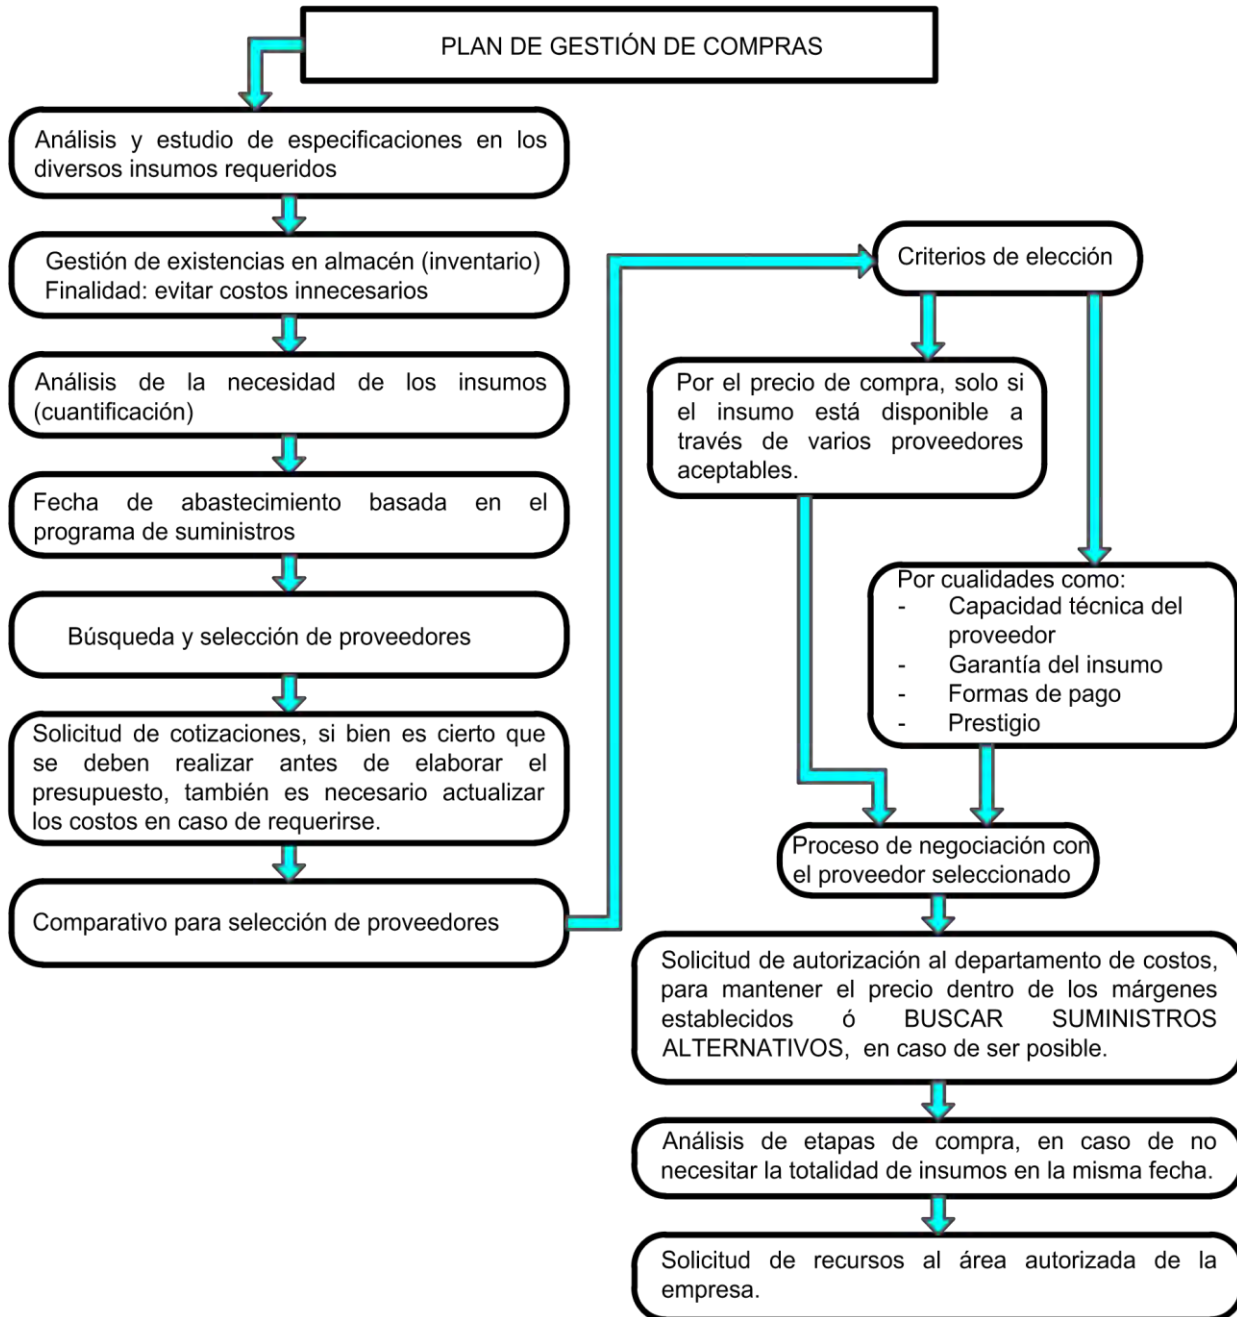 PLAN DE GESTIÓN DE COMPRAS
Análisis y estudio de especificaciones en los
diversos insumos requeridos
Gestión de existencias en almacén (inventario)
Finalidad: evitar costos innecesarios
Análisis de la necesidad de los insumos
(cuantificación)
Fecha de abastecimiento basada en el
programa de suministros
Búsqueda y selección de proveedores
Solicitud de cotizaciones, si bien es cierto que
se deben realizar antes de elaborar el
presupuesto, también es necesario actualizar
los costos en caso de requerirse.
Comparativo para selección de proveedores
Criterios de elección
Por el precio de compra, solo si
el insumo está disponible a
través de varios proveedores
aceptables.
Por cualidades como:
- Capacidad técnica del
proveedor
- Garantía del insumo
- Formas de pago
- Prestigio
Proceso de negociación con
el proveedor seleccionado
Solicitud de autorización al departamento de costos,
para mantener el precio dentro de los márgenes
establecidos ó BUSCAR SUMINISTROS
ALTERNATIVOS, en caso de ser posible.
Análisis de etapas de compra, en caso de no
necesitar la totalidad de insumos en la misma fecha.
Solicitud de recursos al área autorizada de la
empresa.